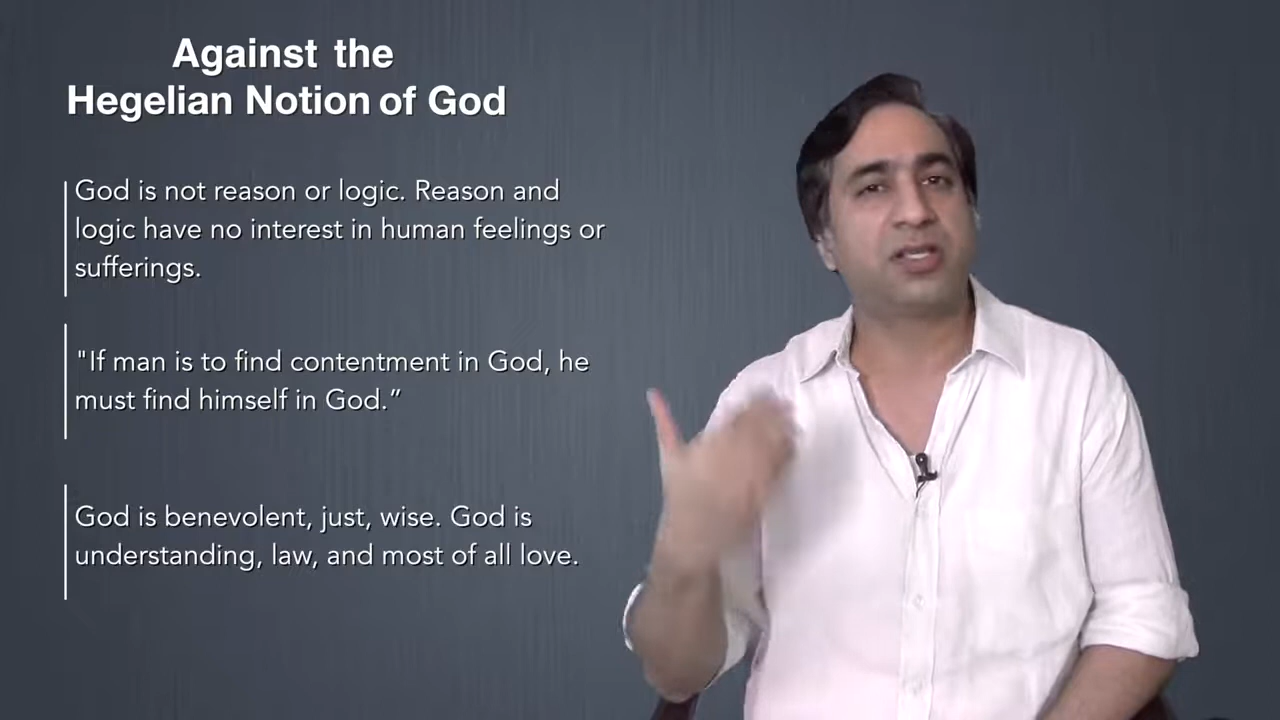 Against the
Hegelian Notion of God
God is not reason or logic. Reason and
logic have no interest in human feelings or
sufferings.
"If man is to find contentment in God, he
must find himself in God.”
God is benevolent, just, wise. God is
understanding, law, and most of all love.